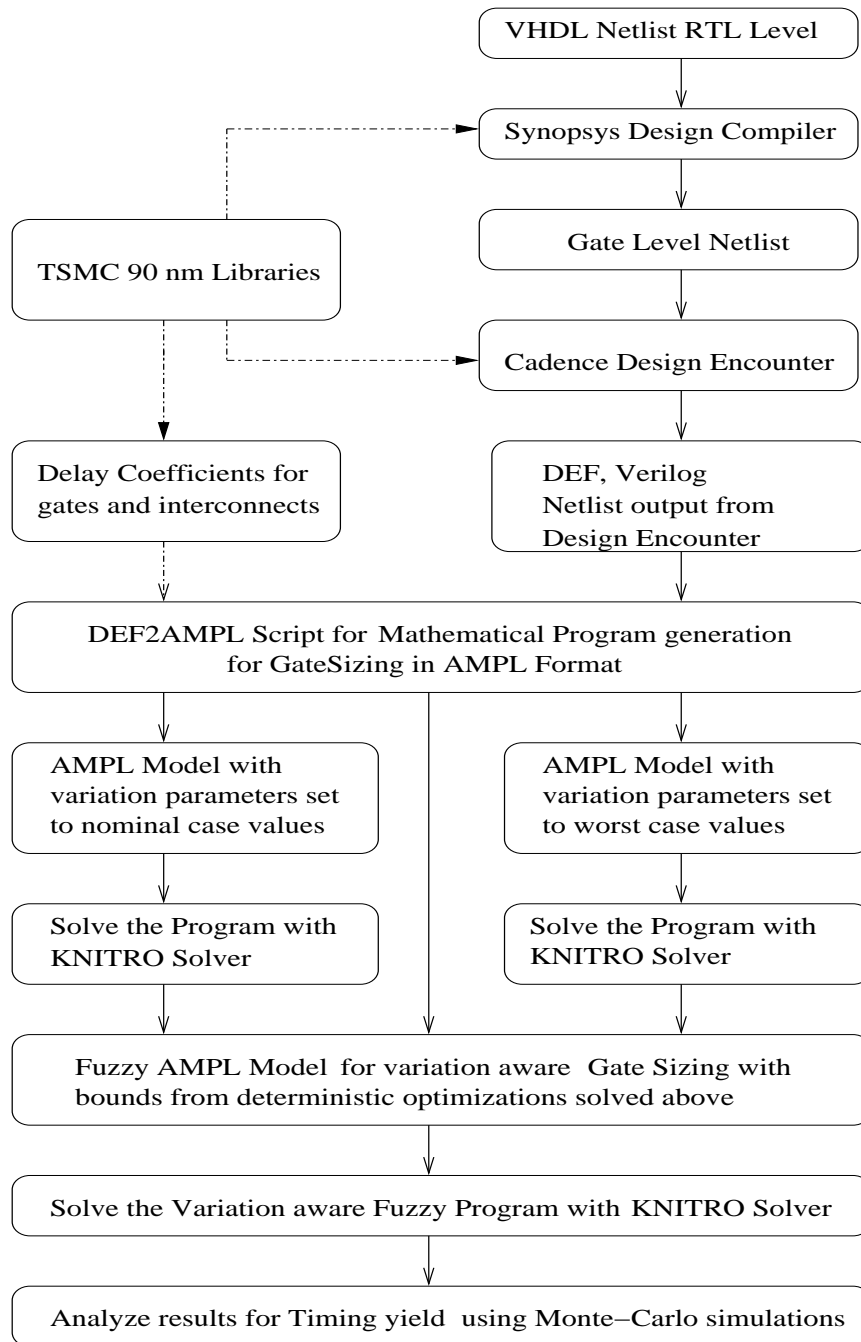 VHDL Netlist RTL Level
Synopsys Design Compiler
Gate Level Netlist
TSMC 90 nm Libraries
Cadence Design Encounter
Delay Coefficients for
gates and interconnects
DEF, Verilog
Netlist output from
Design Encounter
DEF2AMPL Script for Mathematical Program generation
for GateSizing in AMPL Format
AMPL Model with
variation parameters set
to nominal case values
AMPL Model with
variation parameters set
to worst case values
Solve the Program with
KNITRO Solver
Solve the Program with
KNITRO Solver
Fuzzy AMPL Model for variation aware Gate Sizing with
bounds from deterministic optimizations solved above
Solve the Variation aware Fuzzy Program with KNITRO Solver
Analyze results for Timing yield using Monte−Carlo simulations